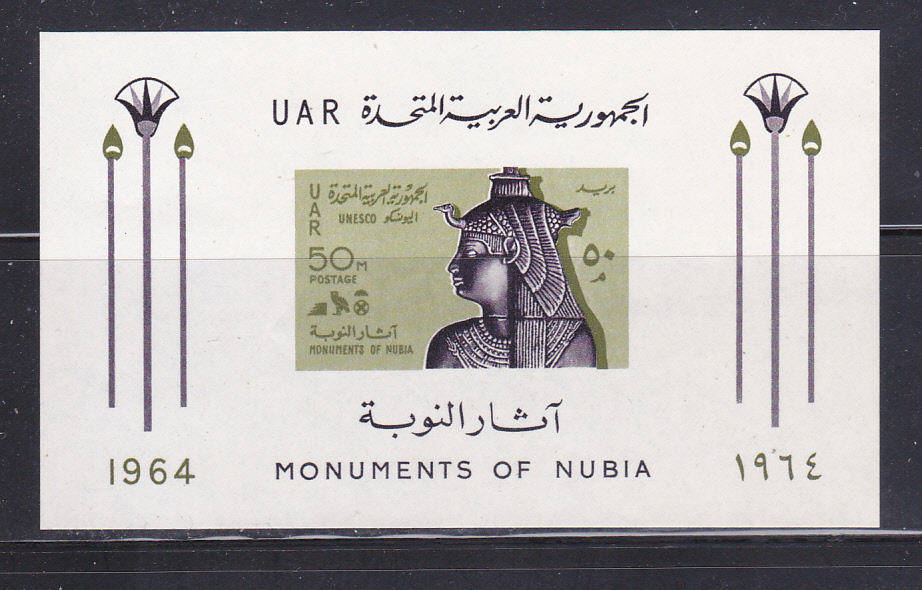 UAR الجمهورية العربية المتحدة
UAR
الجمهورية العربية المتحدة
بريد
UNESCO اليونسكو
50M
٥٠م
POSTAGE
آثار النوبة
MONUMENTS OF NUBIA
آثار النوبة
1964 MONUMENTS OF NUBIA ١٩٦٤